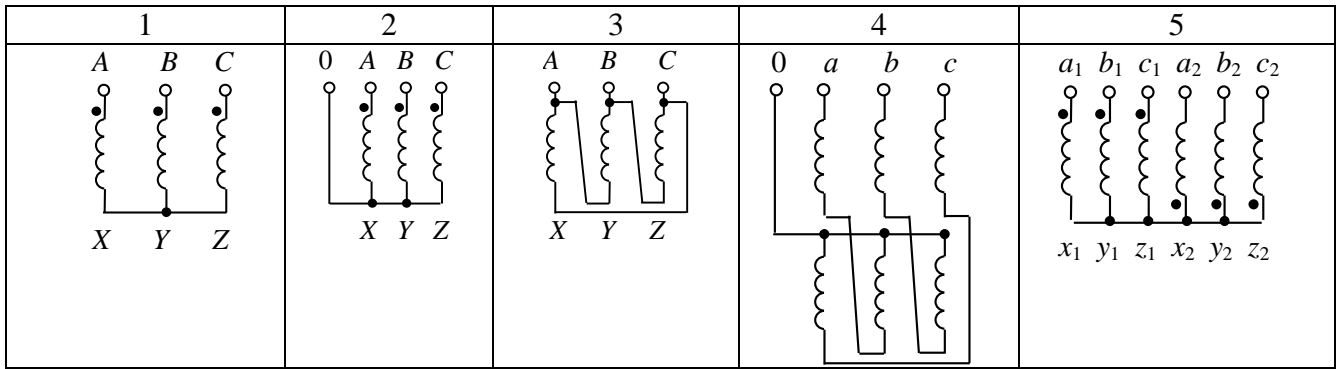 1 2 3 4 5
A B C 0 A B C A B C 0 a b c a₁ b₁ c₁ a₂ b₂ c₂
X Y Z X Y Z X Y Z x₁ y₁ z₁ x₂ y₂ z₂